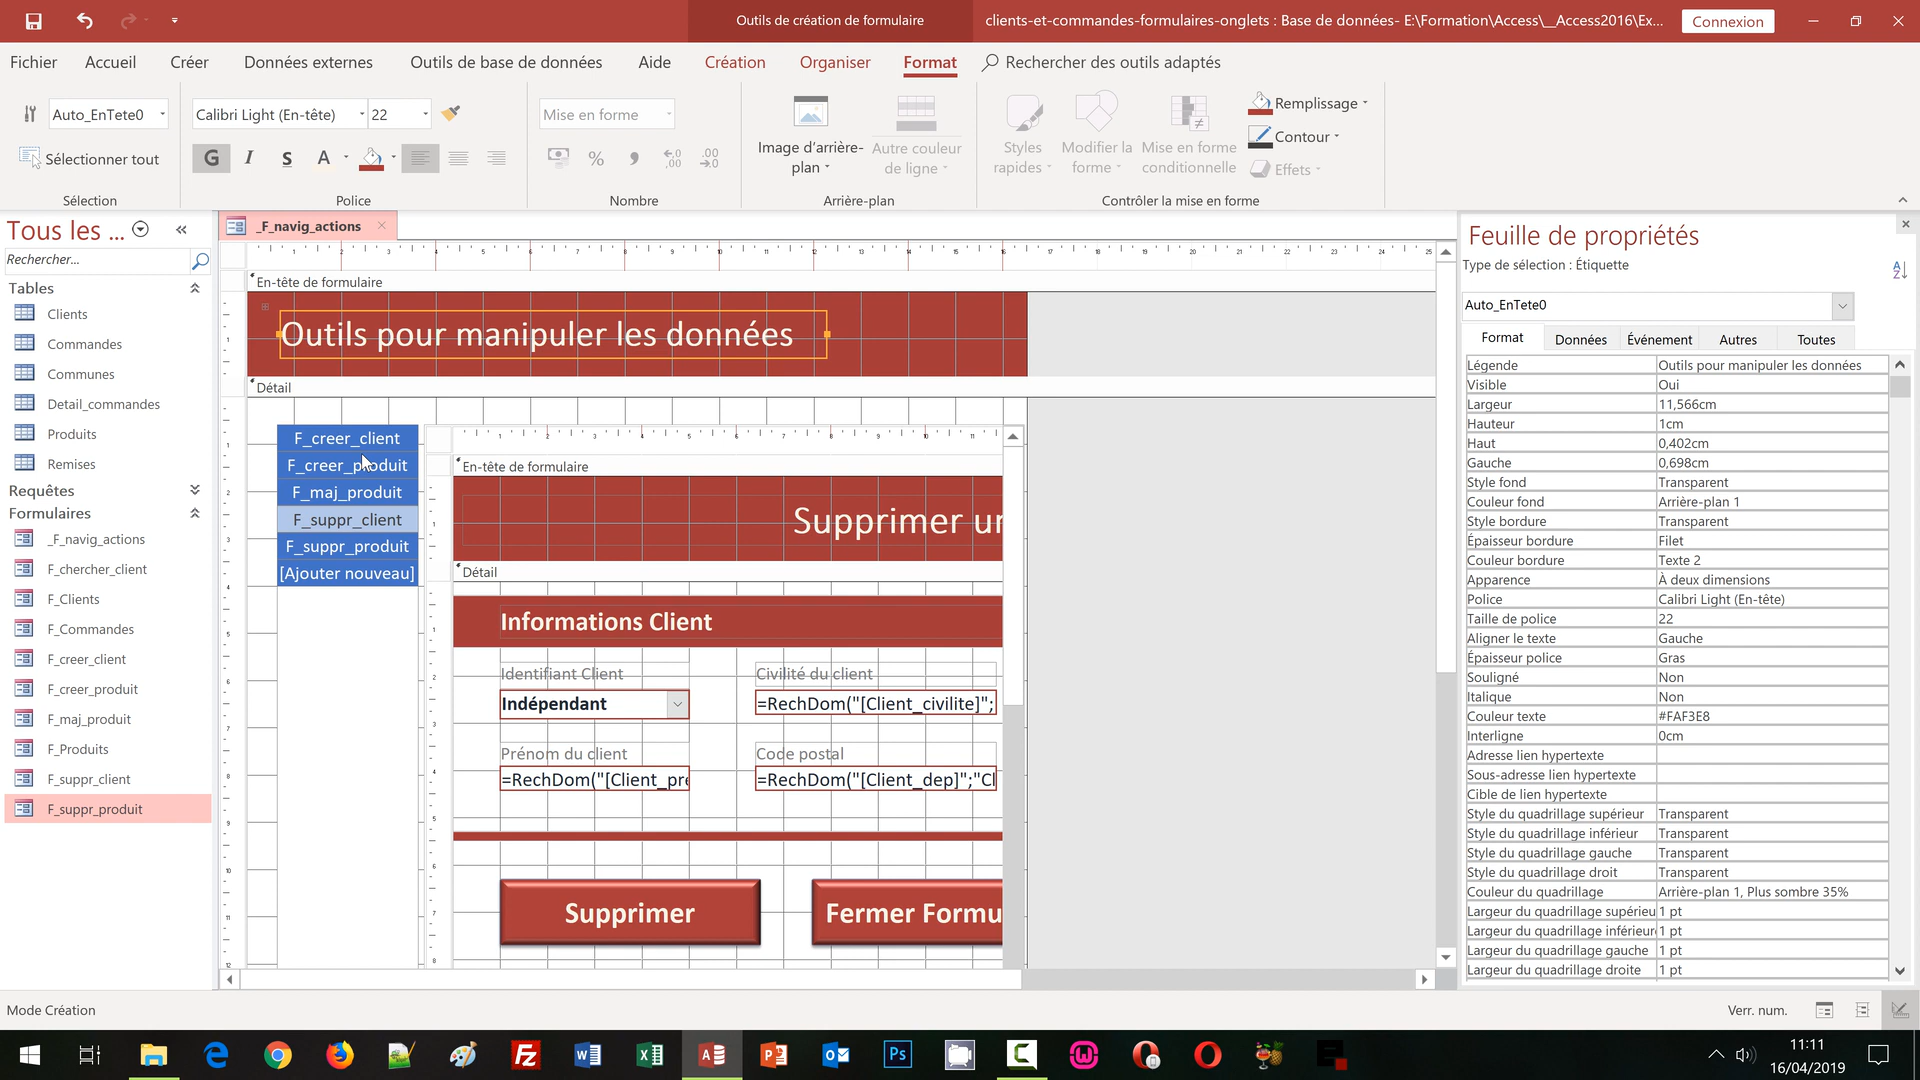 Outils de création de formulaire
clients-et-commandes-formulaires-onglets : Base de données- E:\Formation\Access\__Access2016\Ex...
Connexion
Fichier
Accueil
Créer
Données externes
Outils de base de données
Aide
Création
Organiser
Format
Rechercher des outils adaptés
Auto_EnTete0
Sélectionner tout
Sélection
Calibri Light (En-tête)
22
G
I
S
A
Police
Mise en forme
%
Nombre
Image d'arrière-
plan
Autre couleur
de ligne
Arrière-plan
Styles
rapides
Modifier la
forme
Mise en forme
conditionnelle
Remplissage
Contour
Effets
Contrôler la mise en forme
Tous les ...
Rechercher...
Tables
Clients
Commandes
Communes
Detail_commandes
Produits
Remises
Requêtes
Formulaires
_F_navig_actions
F_chercher_client
F_Clients
F_Commandes
F_creer_client
F_creer_produit
F_maj_produit
F_Produits
F_suppr_client
F_suppr_produit
_F_navig_actions
En-tête de formulaire
Outils pour manipuler les données
Détail
F_creer_client
F_creer_produit
F_maj_produit
F_suppr_client
F_suppr_produit
[Ajouter nouveau]
En-tête de formulaire
Supprimer un
Détail
Informations Client
Identifiant Client
Civilité du client
Indépendant
=RechDom("[Client_civilite]";
Prénom du client
Code postal
=RechDom("[Client_pre
=RechDom("[Client_dep]";"Cl
Supprimer
Fermer Formu
Feuille de propriétés
Type de sélection : Étiquette
Auto_EnTete0
Format
Données
Événement
Autres
Toutes
Légende Outils pour manipuler les données
Visible Oui
Largeur 11,566cm
Hauteur 1cm
Haut 0,402cm
Gauche 0,698cm
Style fond Transparent
Couleur fond Arrière-plan 1
Style bordure Transparent
Épaisseur bordure Filet
Couleur bordure Texte 2
Apparence À deux dimensions
Police Calibri Light (En-tête)
Taille de police 22
Aligner le texte Gauche
Épaisseur police Gras
Souligné Non
Italique Non
Couleur texte #FAF3E8
Interligne 0cm
Adresse lien hypertexte
Sous-adresse lien hypertexte
Cible de lien hypertexte
Style du quadrillage supérieur Transparent
Style du quadrillage inférieur Transparent
Style du quadrillage gauche Transparent
Style du quadrillage droit Transparent
Couleur du quadrillage Arrière-plan 1, Plus sombre 35%
Largeur du quadrillage supérieu 1 pt
Largeur du quadrillage inférieur 1 pt
Largeur du quadrillage gauche 1 pt
Largeur du quadrillage droite 1 pt
Mode Création
Verr. num.
11:11
16/04/2019